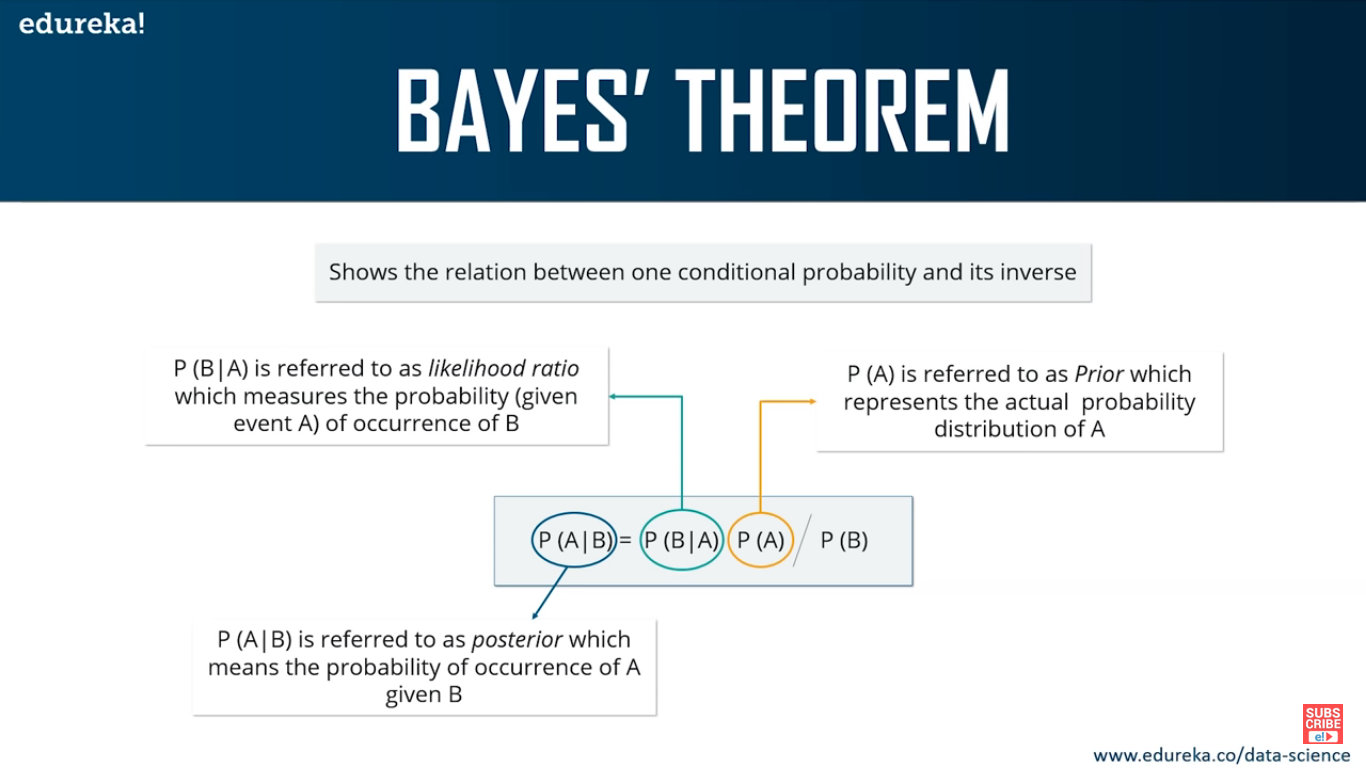 edureka!
BAYES’ THEOREM
Shows the relation between one conditional probability and its inverse
P (B|A) is referred to as likelihood ratio
which measures the probability (given
event A) of occurrence of B
P (A) is referred to as Prior which
represents the actual probability
distribution of A
P (A|B) = P (B|A) P (A) / P (B)
P (A|B) is referred to as posterior which
means the probability of occurrence of A
given B
SUBS
CRIBE
e!
www.edureka.co/data-science